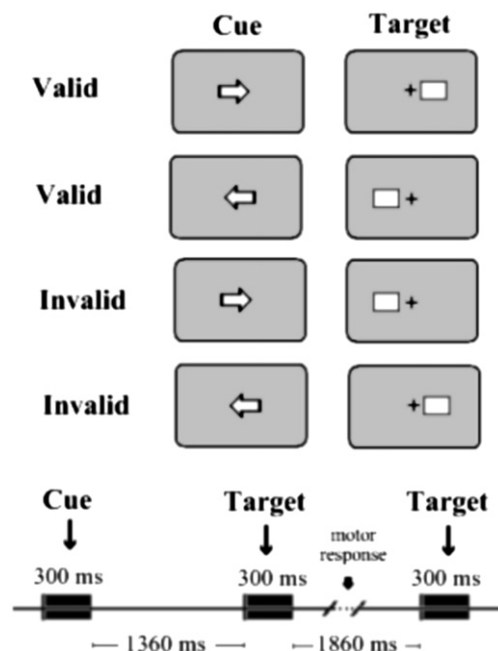 Cue Target
Valid
Valid
Invalid
Invalid
Cue Target Target
motor
response
300 ms 300 ms 300 ms
1360 ms 1860 ms